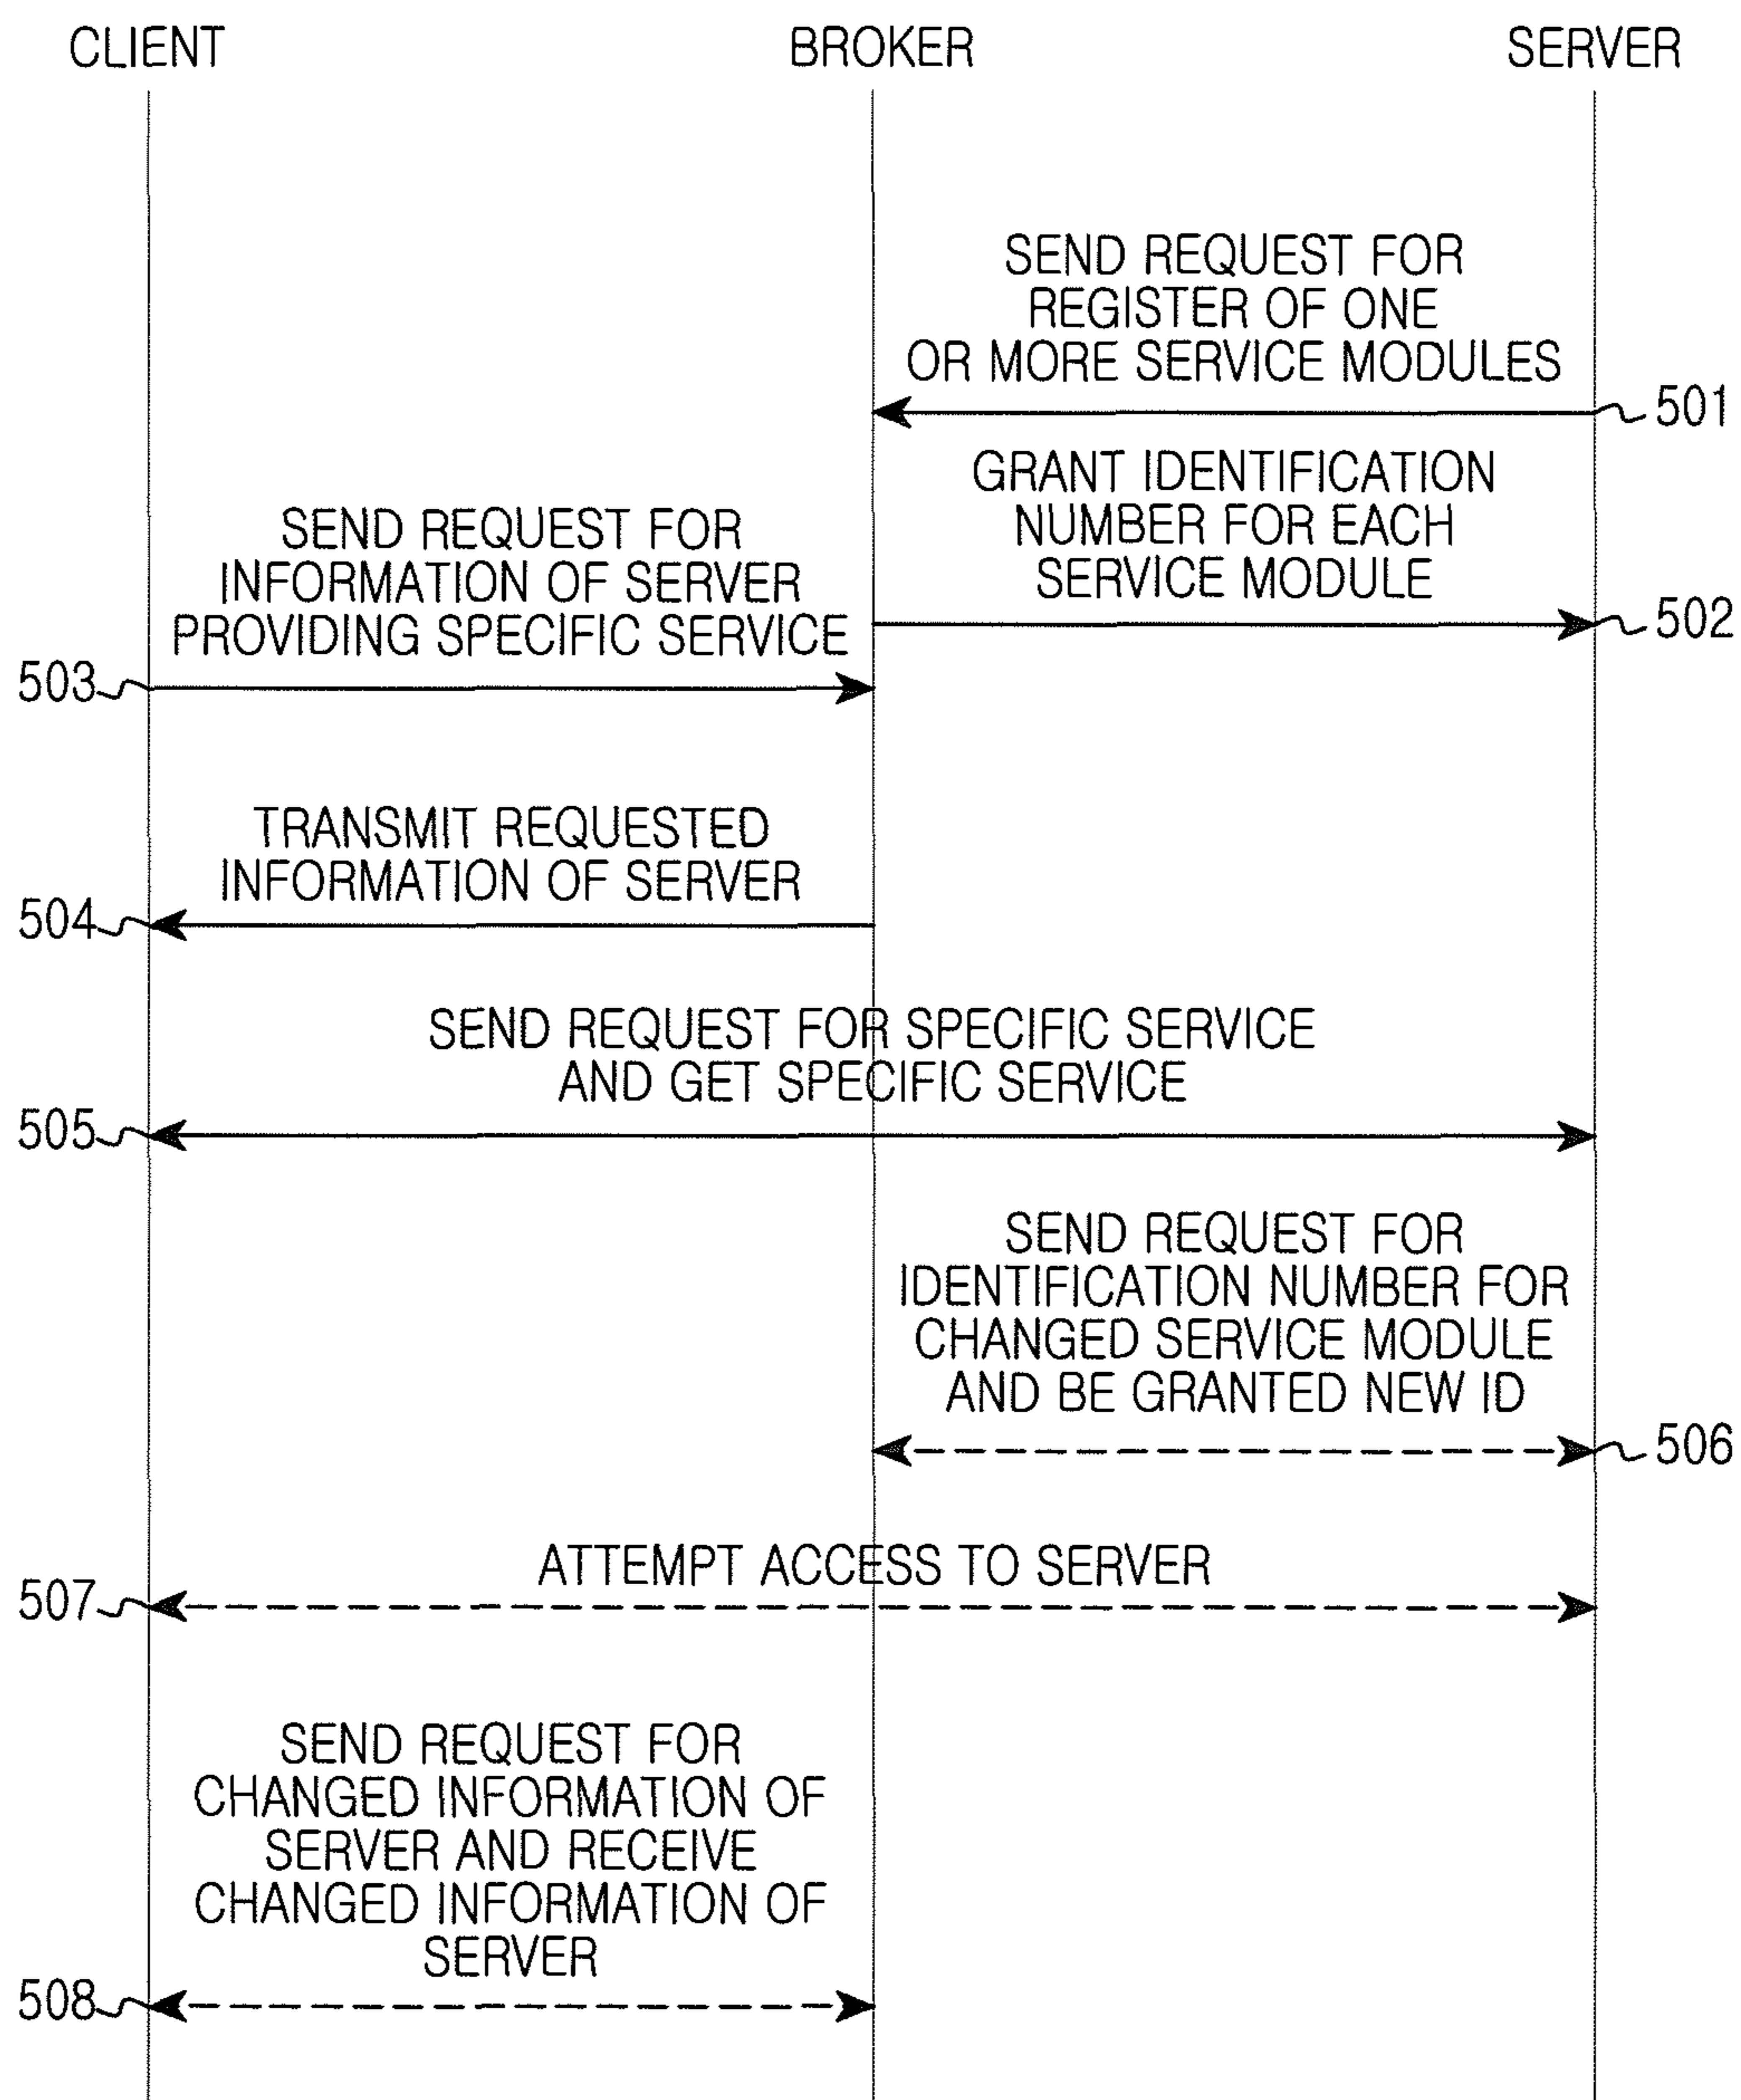 CLIENT
BROKER
SERVER
SEND REQUEST FOR
REGISTER OF ONE
OR MORE SERVICE MODULES
501
GRANT IDENTIFICATION
NUMBER FOR EACH
SERVICE MODULE
502
SEND REQUEST FOR
INFORMATION OF SERVER
PROVIDING SPECIFIC SERVICE
503
TRANSMIT REQUESTED
INFORMATION OF SERVER
504
SEND REQUEST FOR SPECIFIC SERVICE
AND GET SPECIFIC SERVICE
505
SEND REQUEST FOR
IDENTIFICATION NUMBER FOR
CHANGED SERVICE MODULE
AND BE GRANTED NEW ID
506
ATTEMPT ACCESS TO SERVER
507
SEND REQUEST FOR
CHANGED INFORMATION OF
SERVER AND RECEIVE
CHANGED INFORMATION OF
SERVER
508